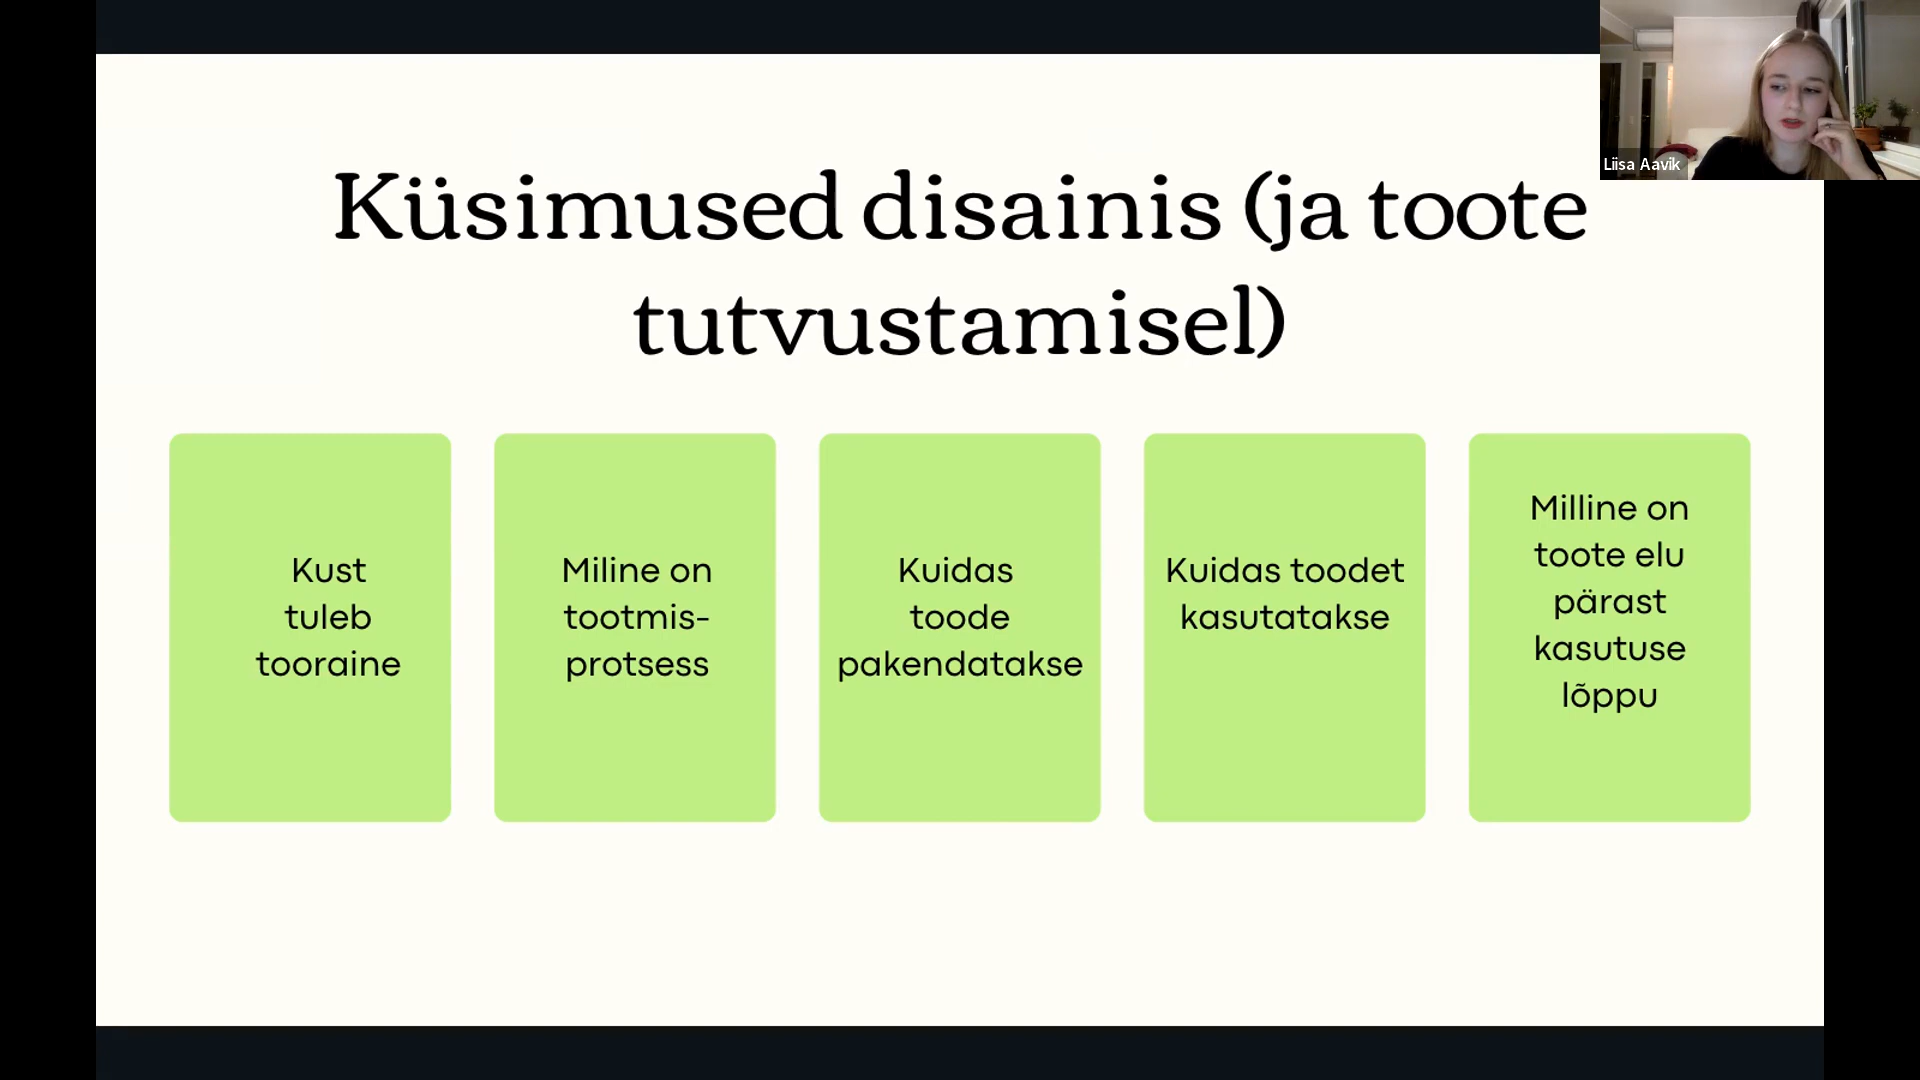 Liisa Aavik
Küsimused disainis (ja toote
tutvustamisel)
Kust
tuleb
tooraine
Miline on
tootmis-
protsess
Kuidas
toode
pakendatakse
Kuidas toodet
kasutatakse
Milline on
toote elu
pärast
kasutuse
lõppu